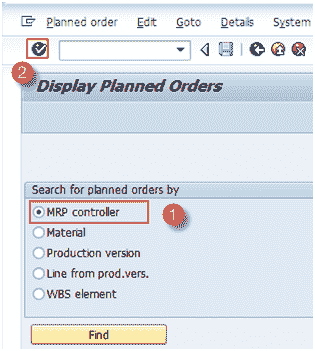 Planned order Edit Goto Details System
2
Display Planned Orders
Search for planned orders by
MRP controller
1
Material
Production version
Line from prod.vers.
WBS element
Find